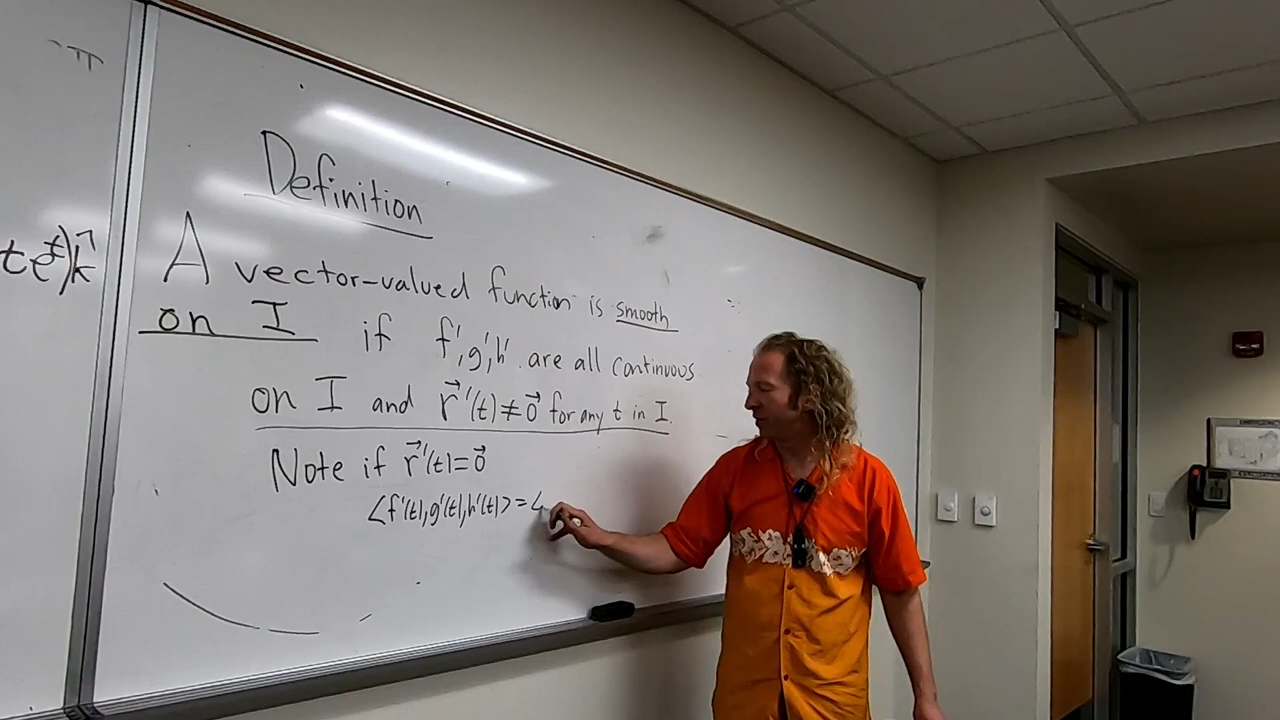 π
te^t)k⃗
Definition
A vector-valued function is smooth
on I if f',g',h' are all continuous
on I and r⃗'(t)≠0⃗ for any t in I.
Note if r⃗'(t)=0⃗
<f'(t),g'(t),h'(t)>=<